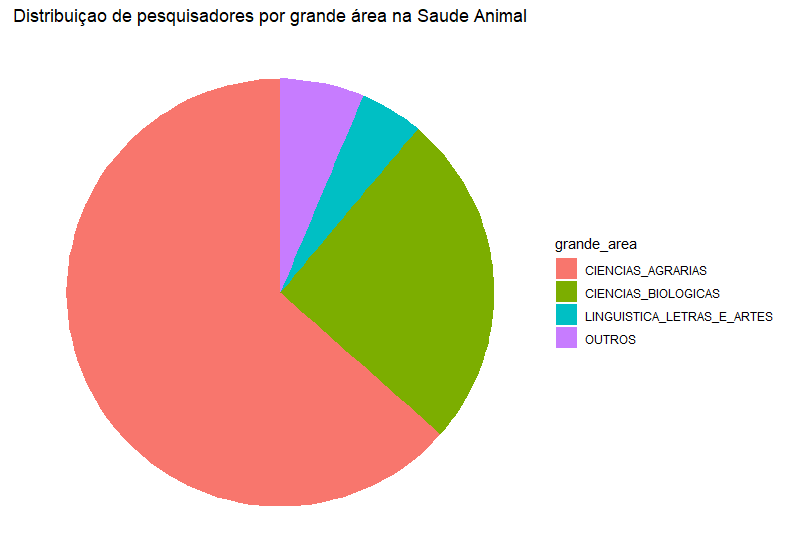 Distribuiçao de pesquisadores por grande área na Saude Animal
grande_area
CIENCIAS_AGRARIAS
CIENCIAS_BIOLOGICAS
LINGUISTICA_LETRAS_E_ARTES
OUTROS